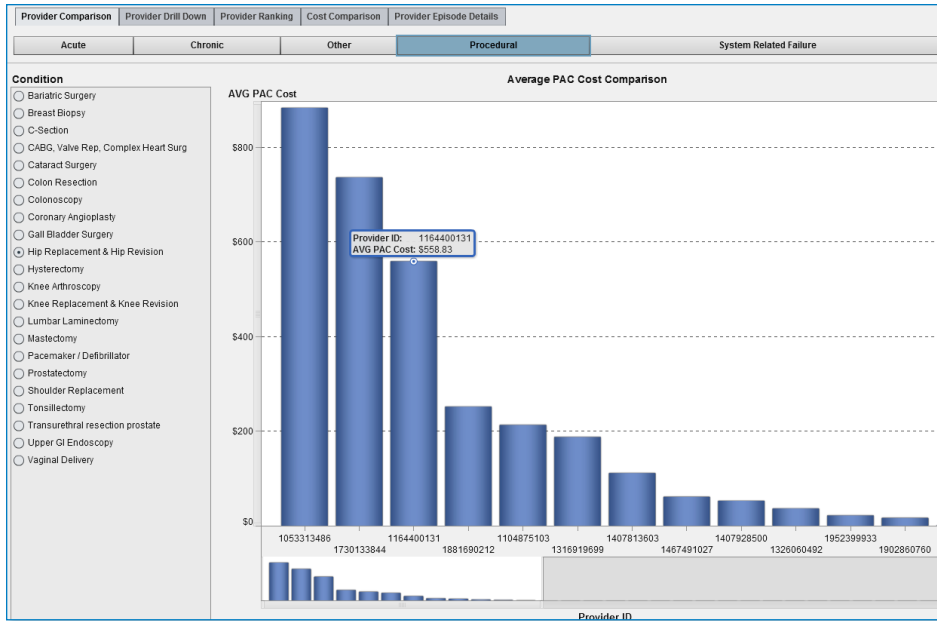 Provider Comparison Provider Drill Down Provider Ranking Cost Comparison Provider Episode Details
Acute Chronic Other Procedural System Related Failure
Condition
Bariatric Surgery
Breast Biopsy
C-Section
CABG, Valve Rep, Complex Heart Surg
Cataract Surgery
Colon Resection
Colonoscopy
Coronary Angioplasty
Gall Bladder Surgery
Hip Replacement & Hip Revision
Hysterectomy
Knee Arthroscopy
Knee Replacement & Knee Revision
Lumbar Laminectomy
Mastectomy
Pacemaker / Defibrillator
Prostatectomy
Shoulder Replacement
Tonsillectomy
Transurethral resection prostate
Upper GI Endoscopy
Vaginal Delivery
Average PAC Cost Comparison
AVG PAC Cost
$800
$600
$400
$200
$0
Provider ID: 1164400131
AVG PAC Cost: $558.83
1053313486 1164400131 1104875103 1407813603 1407928500 1952399933
1730133844 1881690212 1316919699 1467491027 1326060492 1902860760
Provider ID